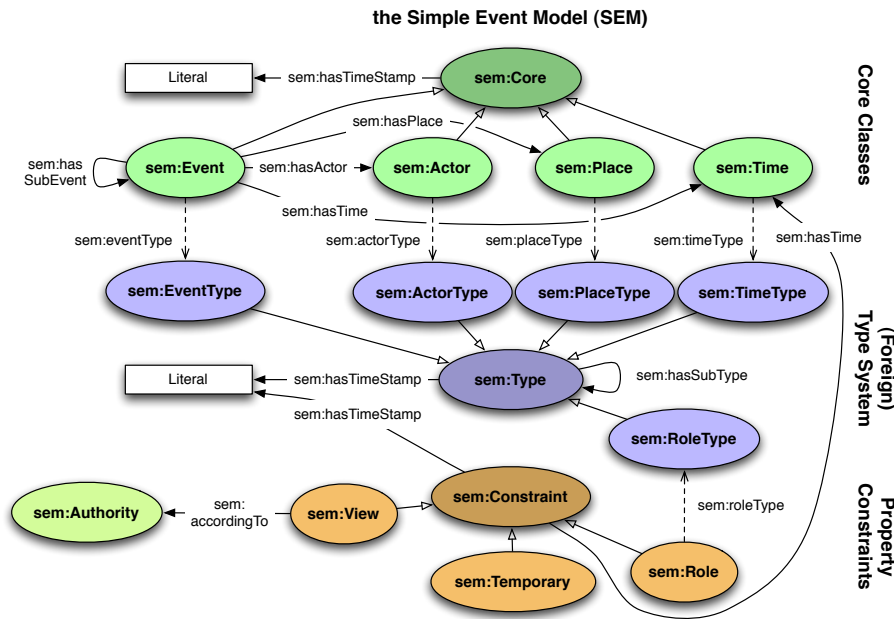 the Simple Event Model (SEM)
Literal
sem:hasTimeStamp
sem:Core
Core Classes
sem:hasPlace
sem:has
SubEvent
sem:Event
sem:hasActor
sem:Actor
sem:Place
sem:Time
sem:hasTime
sem:eventType
sem:actorType
sem:placeType
sem:timeType
sem:hasTime
sem:EventType
sem:ActorType
sem:PlaceType
sem:TimeType
(Foreign)
Type System
Literal
sem:hasTimeStamp
sem:Type
sem:hasSubType
sem:hasTimeStamp
sem:RoleType
sem:Authority
sem:
accordingTo
sem:View
sem:Constraint
sem:roleType
Property
Constraints
sem:Temporary
sem:Role